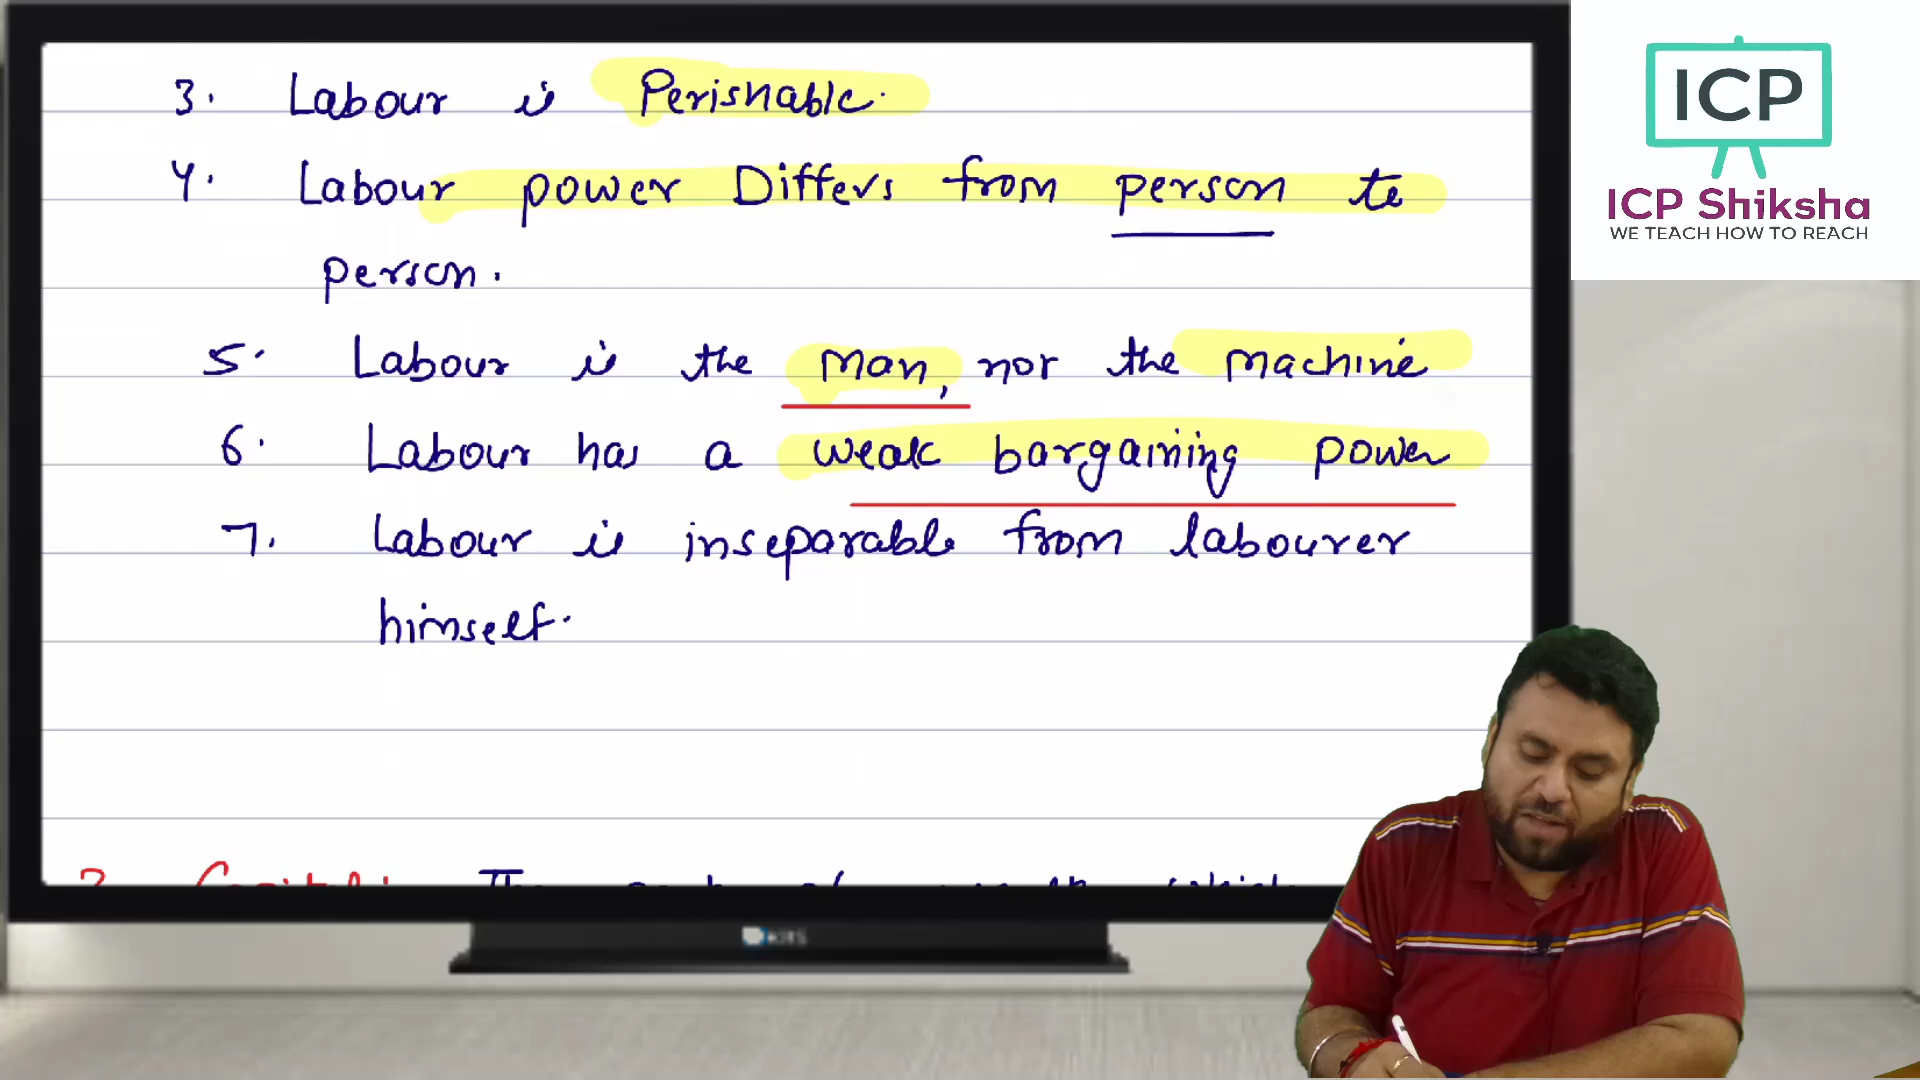 3. Labour is Perishable.
4. Labour power Differs from person to
person.
5. Labour is the man, nor the machine
6. Labour has a weak bargaining power
7. Labour is inseparable from labourer
himself.
ICP
ICP Shiksha
WE TEACH HOW TO REACH